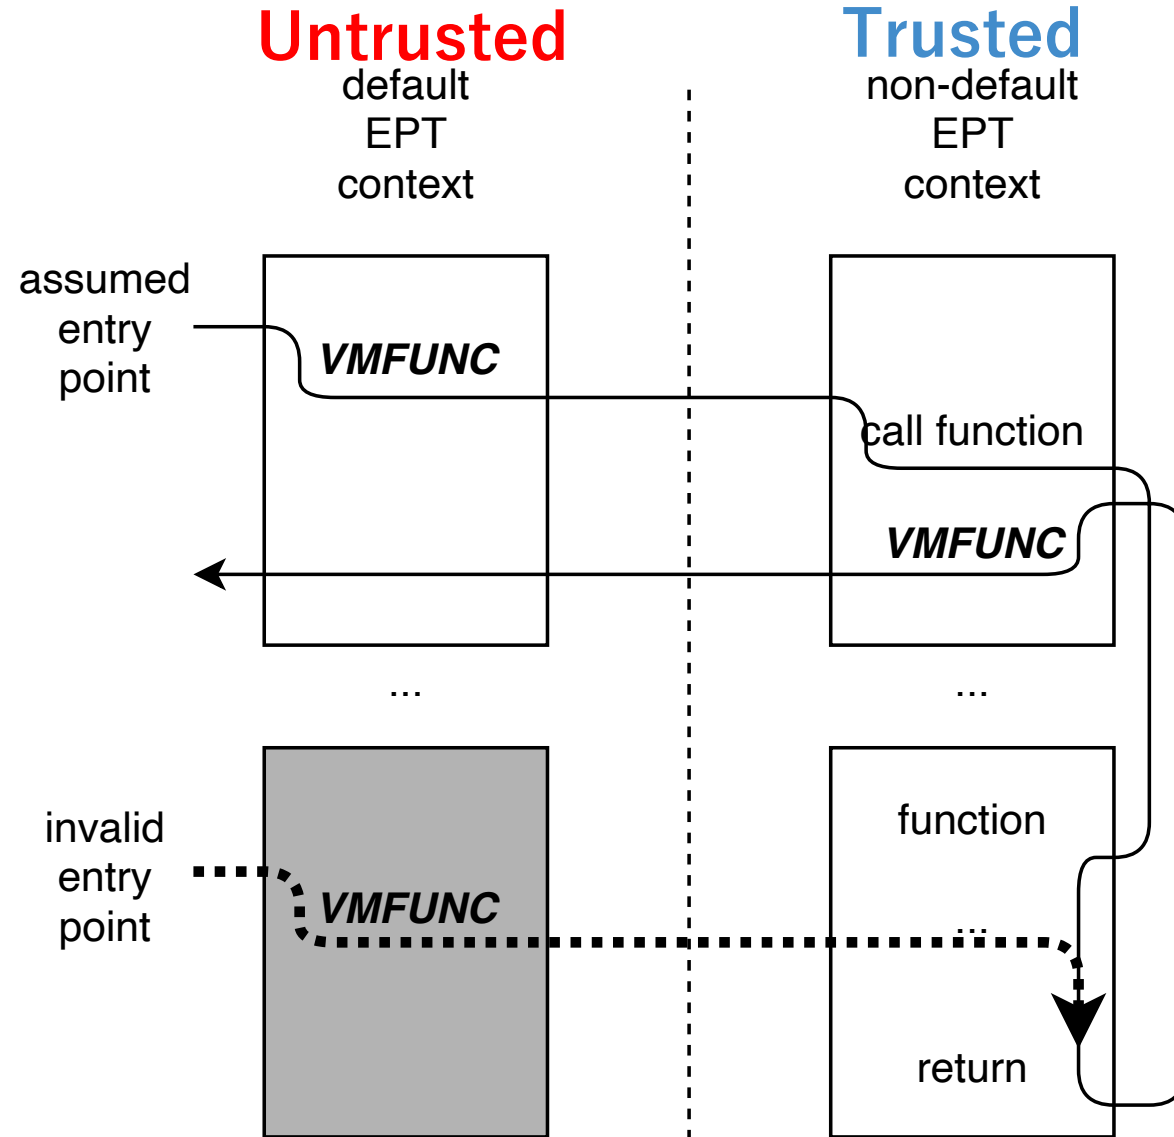 Untrusted
default
EPT
context
Trusted
non-default
EPT
context
assumed
entry
point
VMFUNC
call function
VMFUNC
...
...
invalid
entry
point
VMFUNC
function
...
return